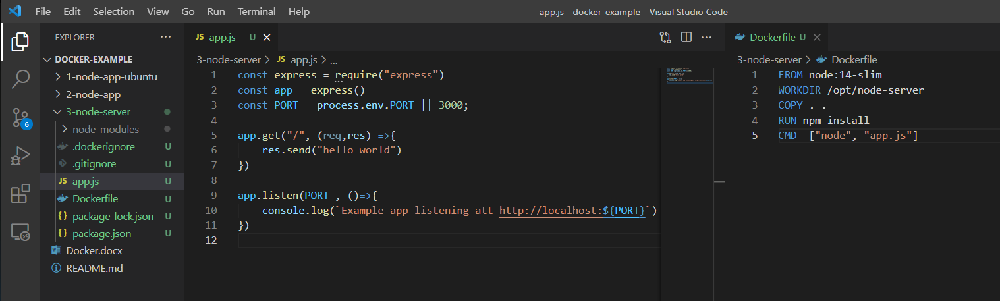 File Edit Selection View Go Run Terminal Help
app.js - docker-example - Visual Studio Code
EXPLORER
DOCKER-EXAMPLE
1-node-app-ubuntu
2-node-app
3-node-server
node_modules
.dockerignore U
.gitignore U
JS app.js U
Dockerfile U
{} package-lock.json U
{} package.json U
Docker.docx
README.md
6
JS app.js U
3-node-server > JS app.js > ...
1 const express = require("express")
2 const app = express()
3 const PORT = process.env.PORT || 3000;
4
5 app.get("/", (req,res) =>{
6 res.send("hello world")
7 })
8
9 app.listen(PORT , ()=>{
10 console.log(`Example app listening att http://localhost:${PORT}`)
11 })
12
Dockerfile U
3-node-server > Dockerfile
1 FROM node:14-slim
2 WORKDIR /opt/node-server
3 COPY . .
4 RUN npm install
5 CMD  ["node", "app.js"]